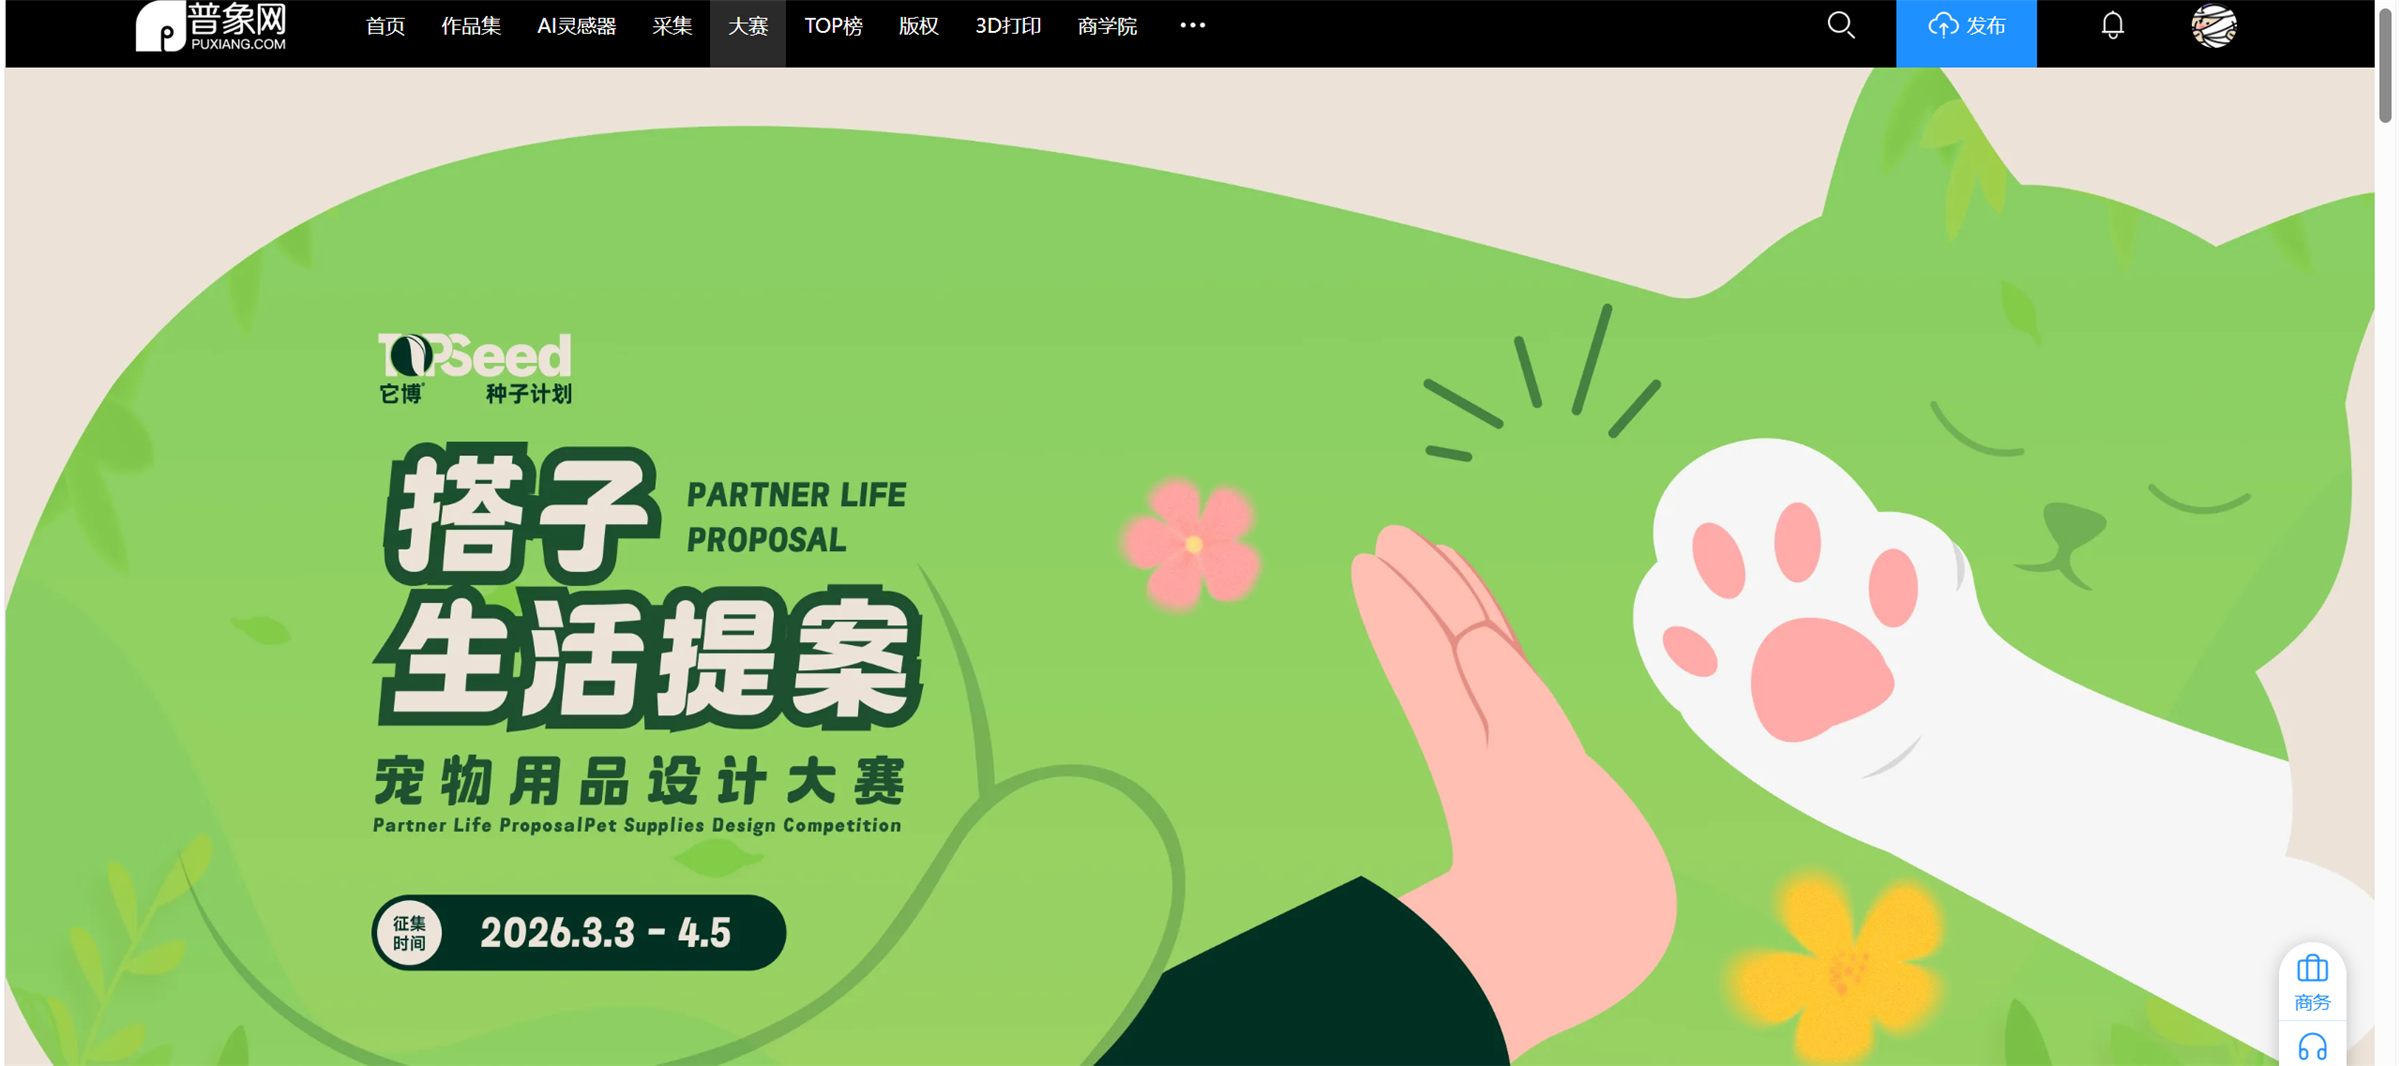 普象网
PUXIANG.COM
首页 作品集 AI灵感器 采集 大赛 TOP榜 版权 3D打印 商学院 ···
发布
TOPSeed
它博 种子计划
搭子
PARTNER LIFE
PROPOSAL
生活提案
宠物用品设计大赛
Partner Life ProposalPet Supplies Design Competition
征集
时间
2026.3.3 - 4.5
商务